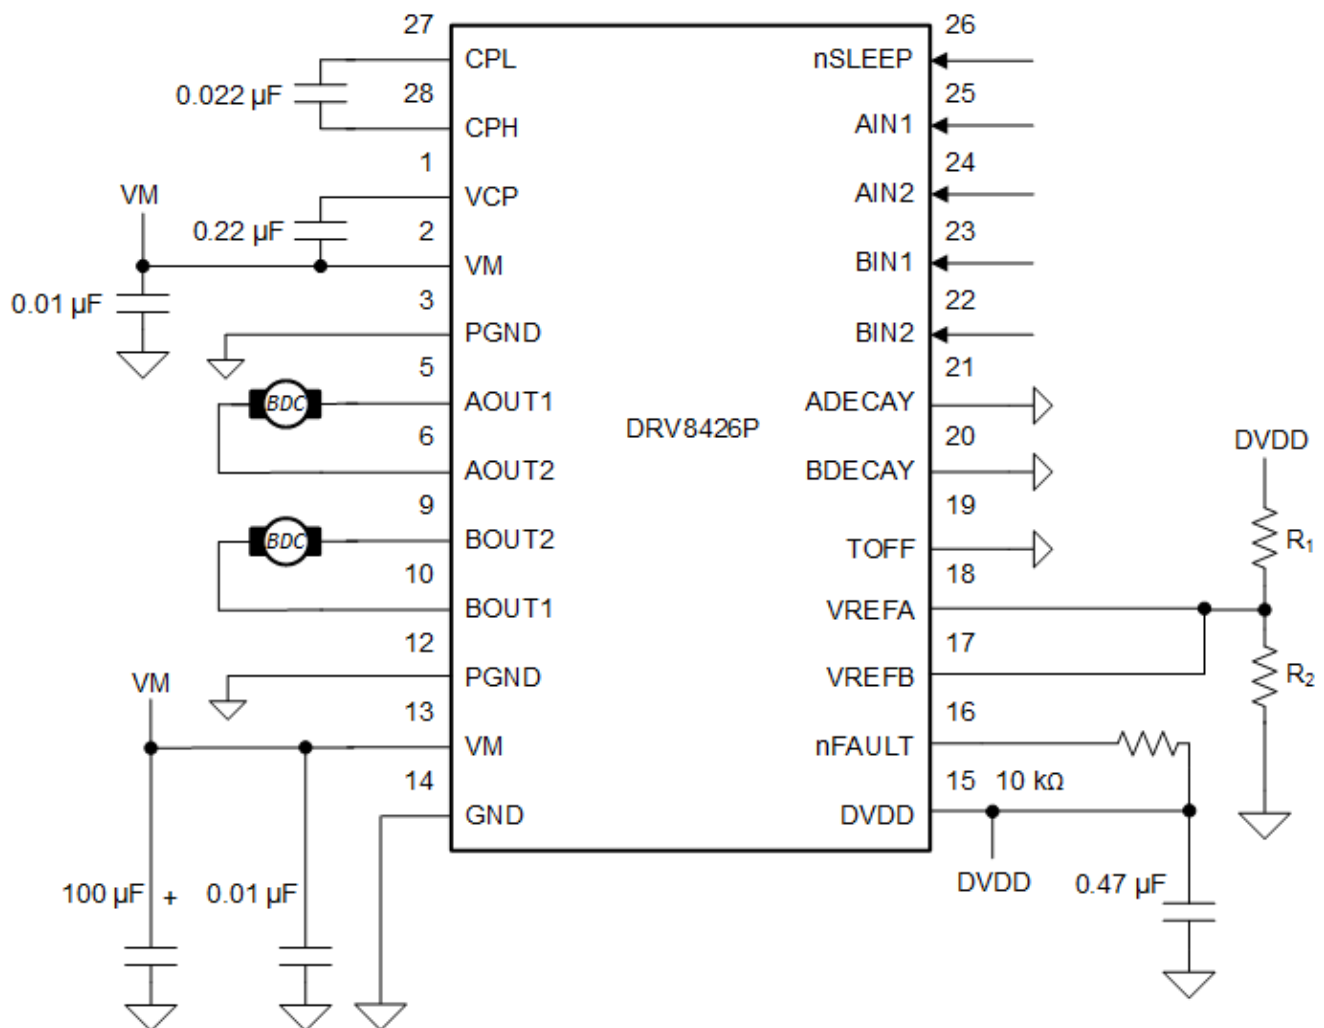 27
26
CPL
nSLEEP
0.022 µF
28
25
CPH
AIN1
1
24
VM
VCP
AIN2
0.22 µF
2
23
VM
BIN1
0.01 µF
3
22
PGND
BIN2
5
21
BDC
AOUT1
ADECAY
DRV8426P
6
20
DVDD
AOUT2
BDECAY
9
19
BDC
BOUT2
TOFF
R1
10
18
BOUT1
VREFA
12
17
VM
PGND
VREFB
R2
13
16
VM
nFAULT
14
15
10 kΩ
GND
DVDD
100 µF +
0.01 µF
DVDD
0.47 µF